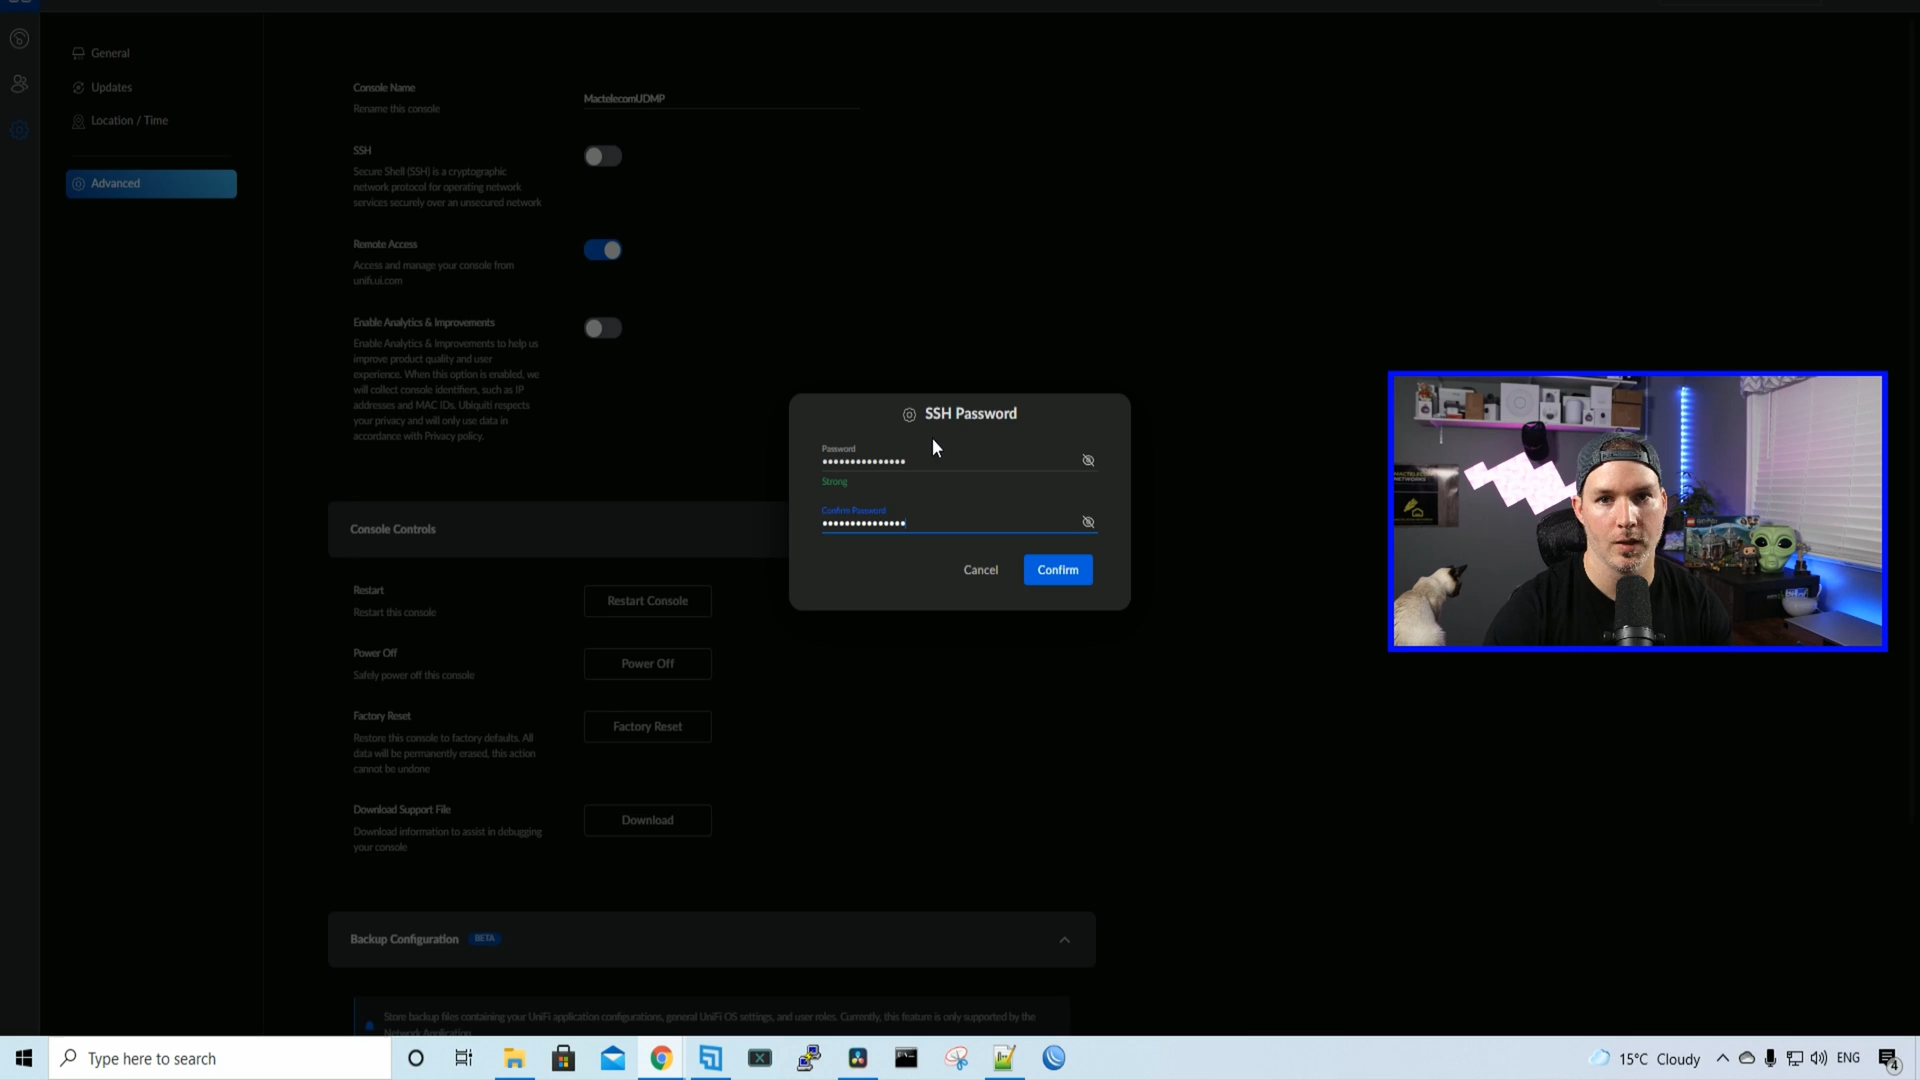 General
Updates
Location / Time
Advanced
Console Name
Rename this console
MactelecomUDMP
SSH
Secure Shell (SSH) is a cryptographic
network protocol for operating network
services securely over an unsecured network
Remote Access
Access and manage your console from
unifi.ui.com
Enable Analytics & Improvements
Enable Analytics & Improvements to help us
improve product quality and user
experience. When this option is enabled, we
will collect console identifiers, such as IP
addresses and MAC IDs. Ubiquiti respects
your privacy and will only use data in
accordance with Privacy policy.
SSH Password
Password
Strong
Confirm Password
Cancel
Confirm
Console Controls
Restart
Restart this console
Restart Console
Power Off
Safely power off this console
Power Off
Factory Reset
Restore this console to factory defaults. All
data will be permanently erased, this action
cannot be undone
Factory Reset
Download Support File
Download information to assist in debugging
your console
Download
Backup Configuration BETA
Store backup files containing your UniFi application configurations, general UniFi OS settings, and user roles. Currently, this feature is only supported by the
Network Application
Type here to search
15°C Cloudy
ENG
4